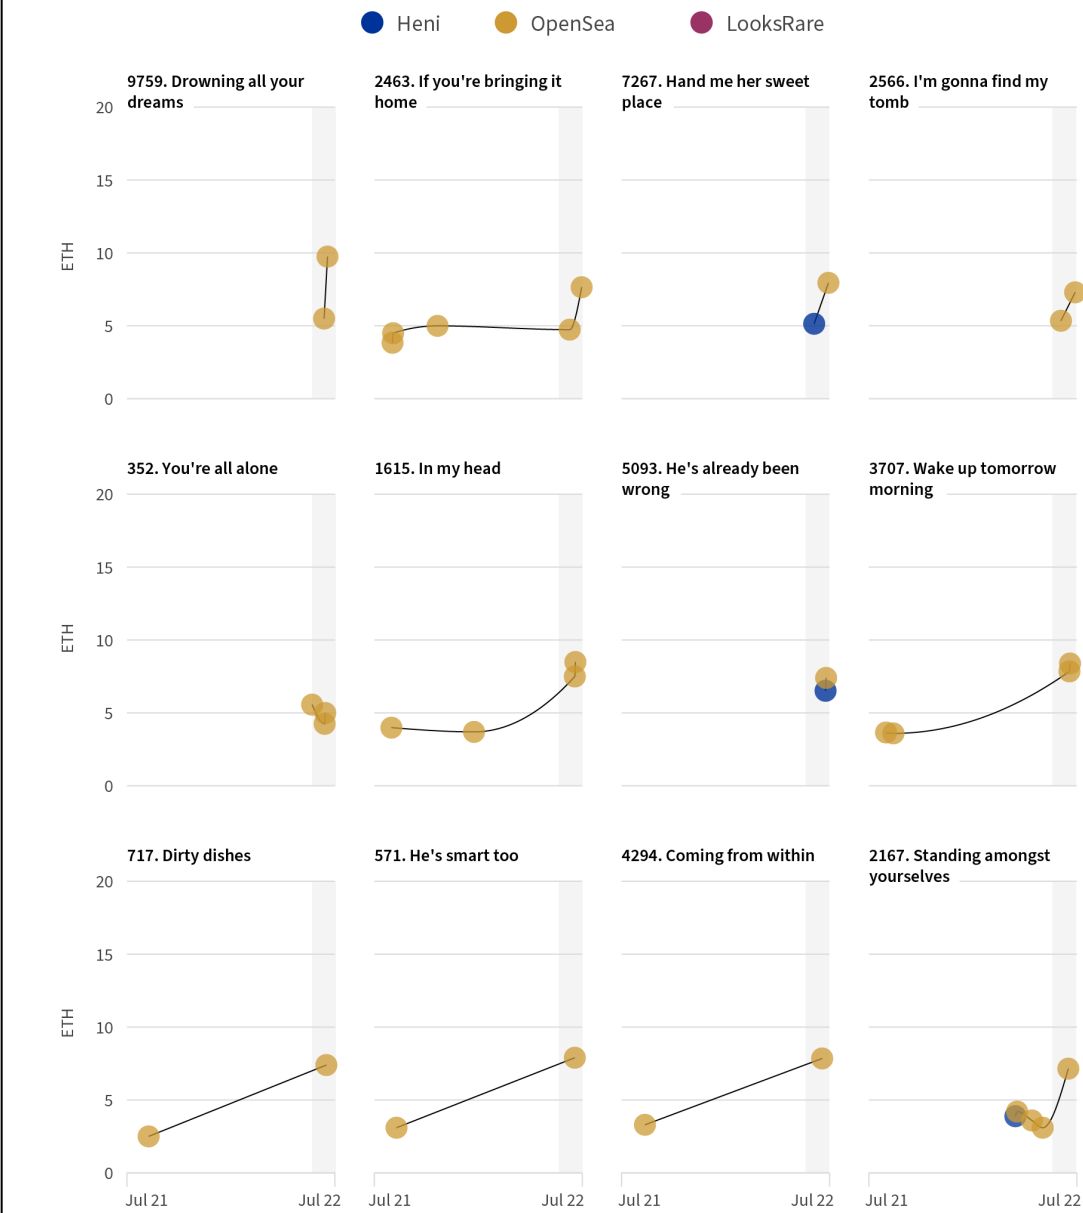 Heni OpenSea LooksRare
9759. Drowning all your
dreams
2463. If you're bringing it
home
7267. Hand me her sweet
place
2566. I'm gonna find my
tomb
20
15
10
5
0
ETH
352. You're all alone
1615. In my head
5093. He's already been
wrong
3707. Wake up tomorrow
morning
20
15
10
5
0
ETH
717. Dirty dishes
571. He's smart too
4294. Coming from within
2167. Standing amongst
yourselves
20
15
10
5
0
ETH
Jul 21 Jul 22 Jul 21 Jul 22 Jul 21 Jul 22 Jul 21 Jul 22